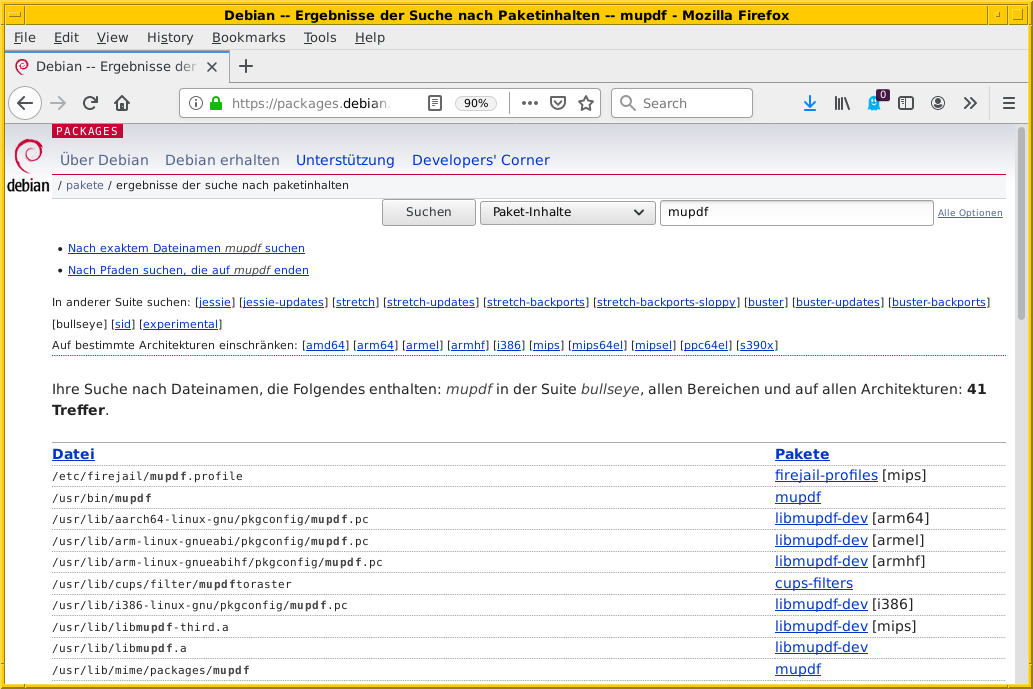 Debian -- Ergebnisse der Suche nach Paketinhalten -- mupdf - Mozilla Firefox
File Edit View History Bookmarks Tools Help
Debian -- Ergebnisse der
https://packages.debian. 90% Search 0
PACKAGES
Über Debian Debian erhalten Unterstützung Developers' Corner
debian / pakete / ergebnisse der suche nach paketinhalten
Suchen Paket-Inhalte mupdf Alle Optionen
• Nach exaktem Dateinamen mupdf suchen
• Nach Pfaden suchen, die auf mupdf enden
In anderer Suite suchen: [jessie] [jessie-updates] [stretch] [stretch-updates] [stretch-backports] [stretch-backports-sloppy] [buster] [buster-updates] [buster-backports]
[bullseye] [sid] [experimental]
Auf bestimmte Architekturen einschränken: [amd64] [arm64] [armel] [armhf] [i386] [mips] [mips64el] [mipsel] [ppc64el] [s390x]
Ihre Suche nach Dateinamen, die Folgendes enthalten: mupdf in der Suite bullseye, allen Bereichen und auf allen Architekturen: 41
Treffer.
Datei Pakete
/etc/firejail/mupdf.profile firejail-profiles [mips]
/usr/bin/mupdf mupdf
/usr/lib/aarch64-linux-gnu/pkgconfig/mupdf.pc libmupdf-dev [arm64]
/usr/lib/arm-linux-gnueabi/pkgconfig/mupdf.pc libmupdf-dev [armel]
/usr/lib/arm-linux-gnueabihf/pkgconfig/mupdf.pc libmupdf-dev [armhf]
/usr/lib/cups/filter/mupdftoraster cups-filters
/usr/lib/i386-linux-gnu/pkgconfig/mupdf.pc libmupdf-dev [i386]
/usr/lib/libmupdf-third.a libmupdf-dev [mips]
/usr/lib/libmupdf.a libmupdf-dev
/usr/lib/mime/packages/mupdf mupdf